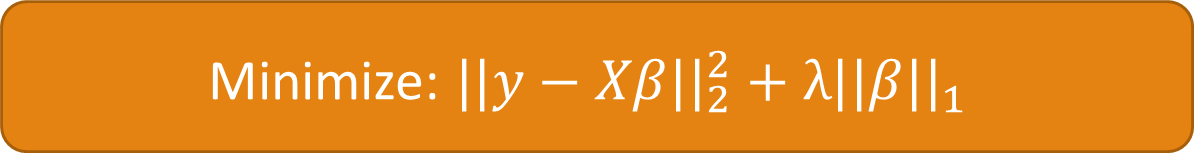 Minimize: ||𝑦 − 𝑋𝛽||₂² + λ||𝛽||₁